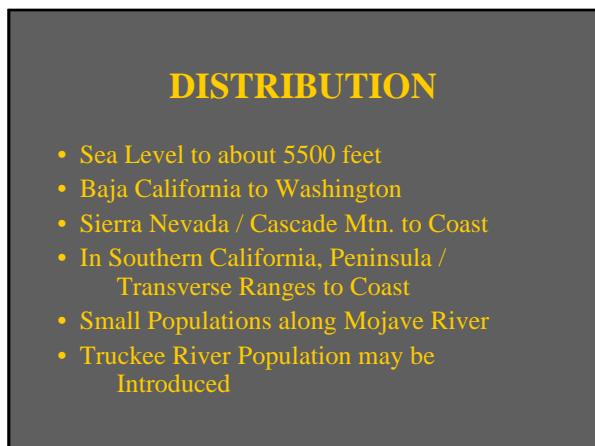 DISTRIBUTION
• Sea Level to about 5500 feet
• Baja California to Washington
• Sierra Nevada / Cascade Mtn. to Coast
• In Southern California, Peninsula /
Transverse Ranges to Coast
• Small Populations along Mojave River
• Truckee River Population may be
Introduced